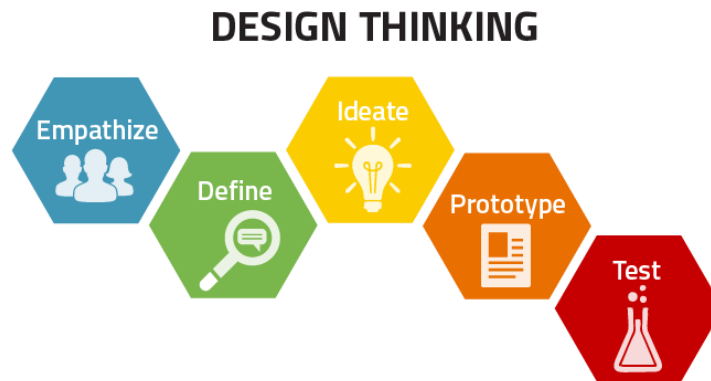 DESIGN THINKING
Empathize
Define
Ideate
Prototype
Test